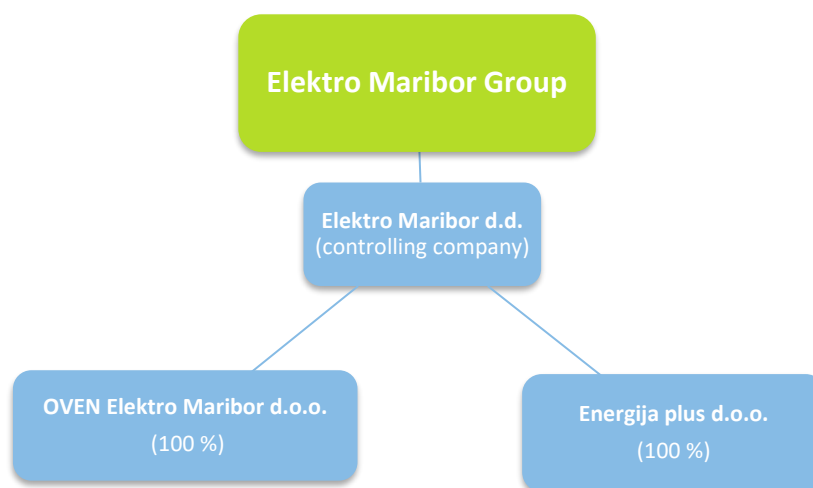 Elektro Maribor Group
Elektro Maribor d.d.
(controlling company)
OVEN Elektro Maribor d.o.o.
(100 %)
Energija plus d.o.o.
(100 %)